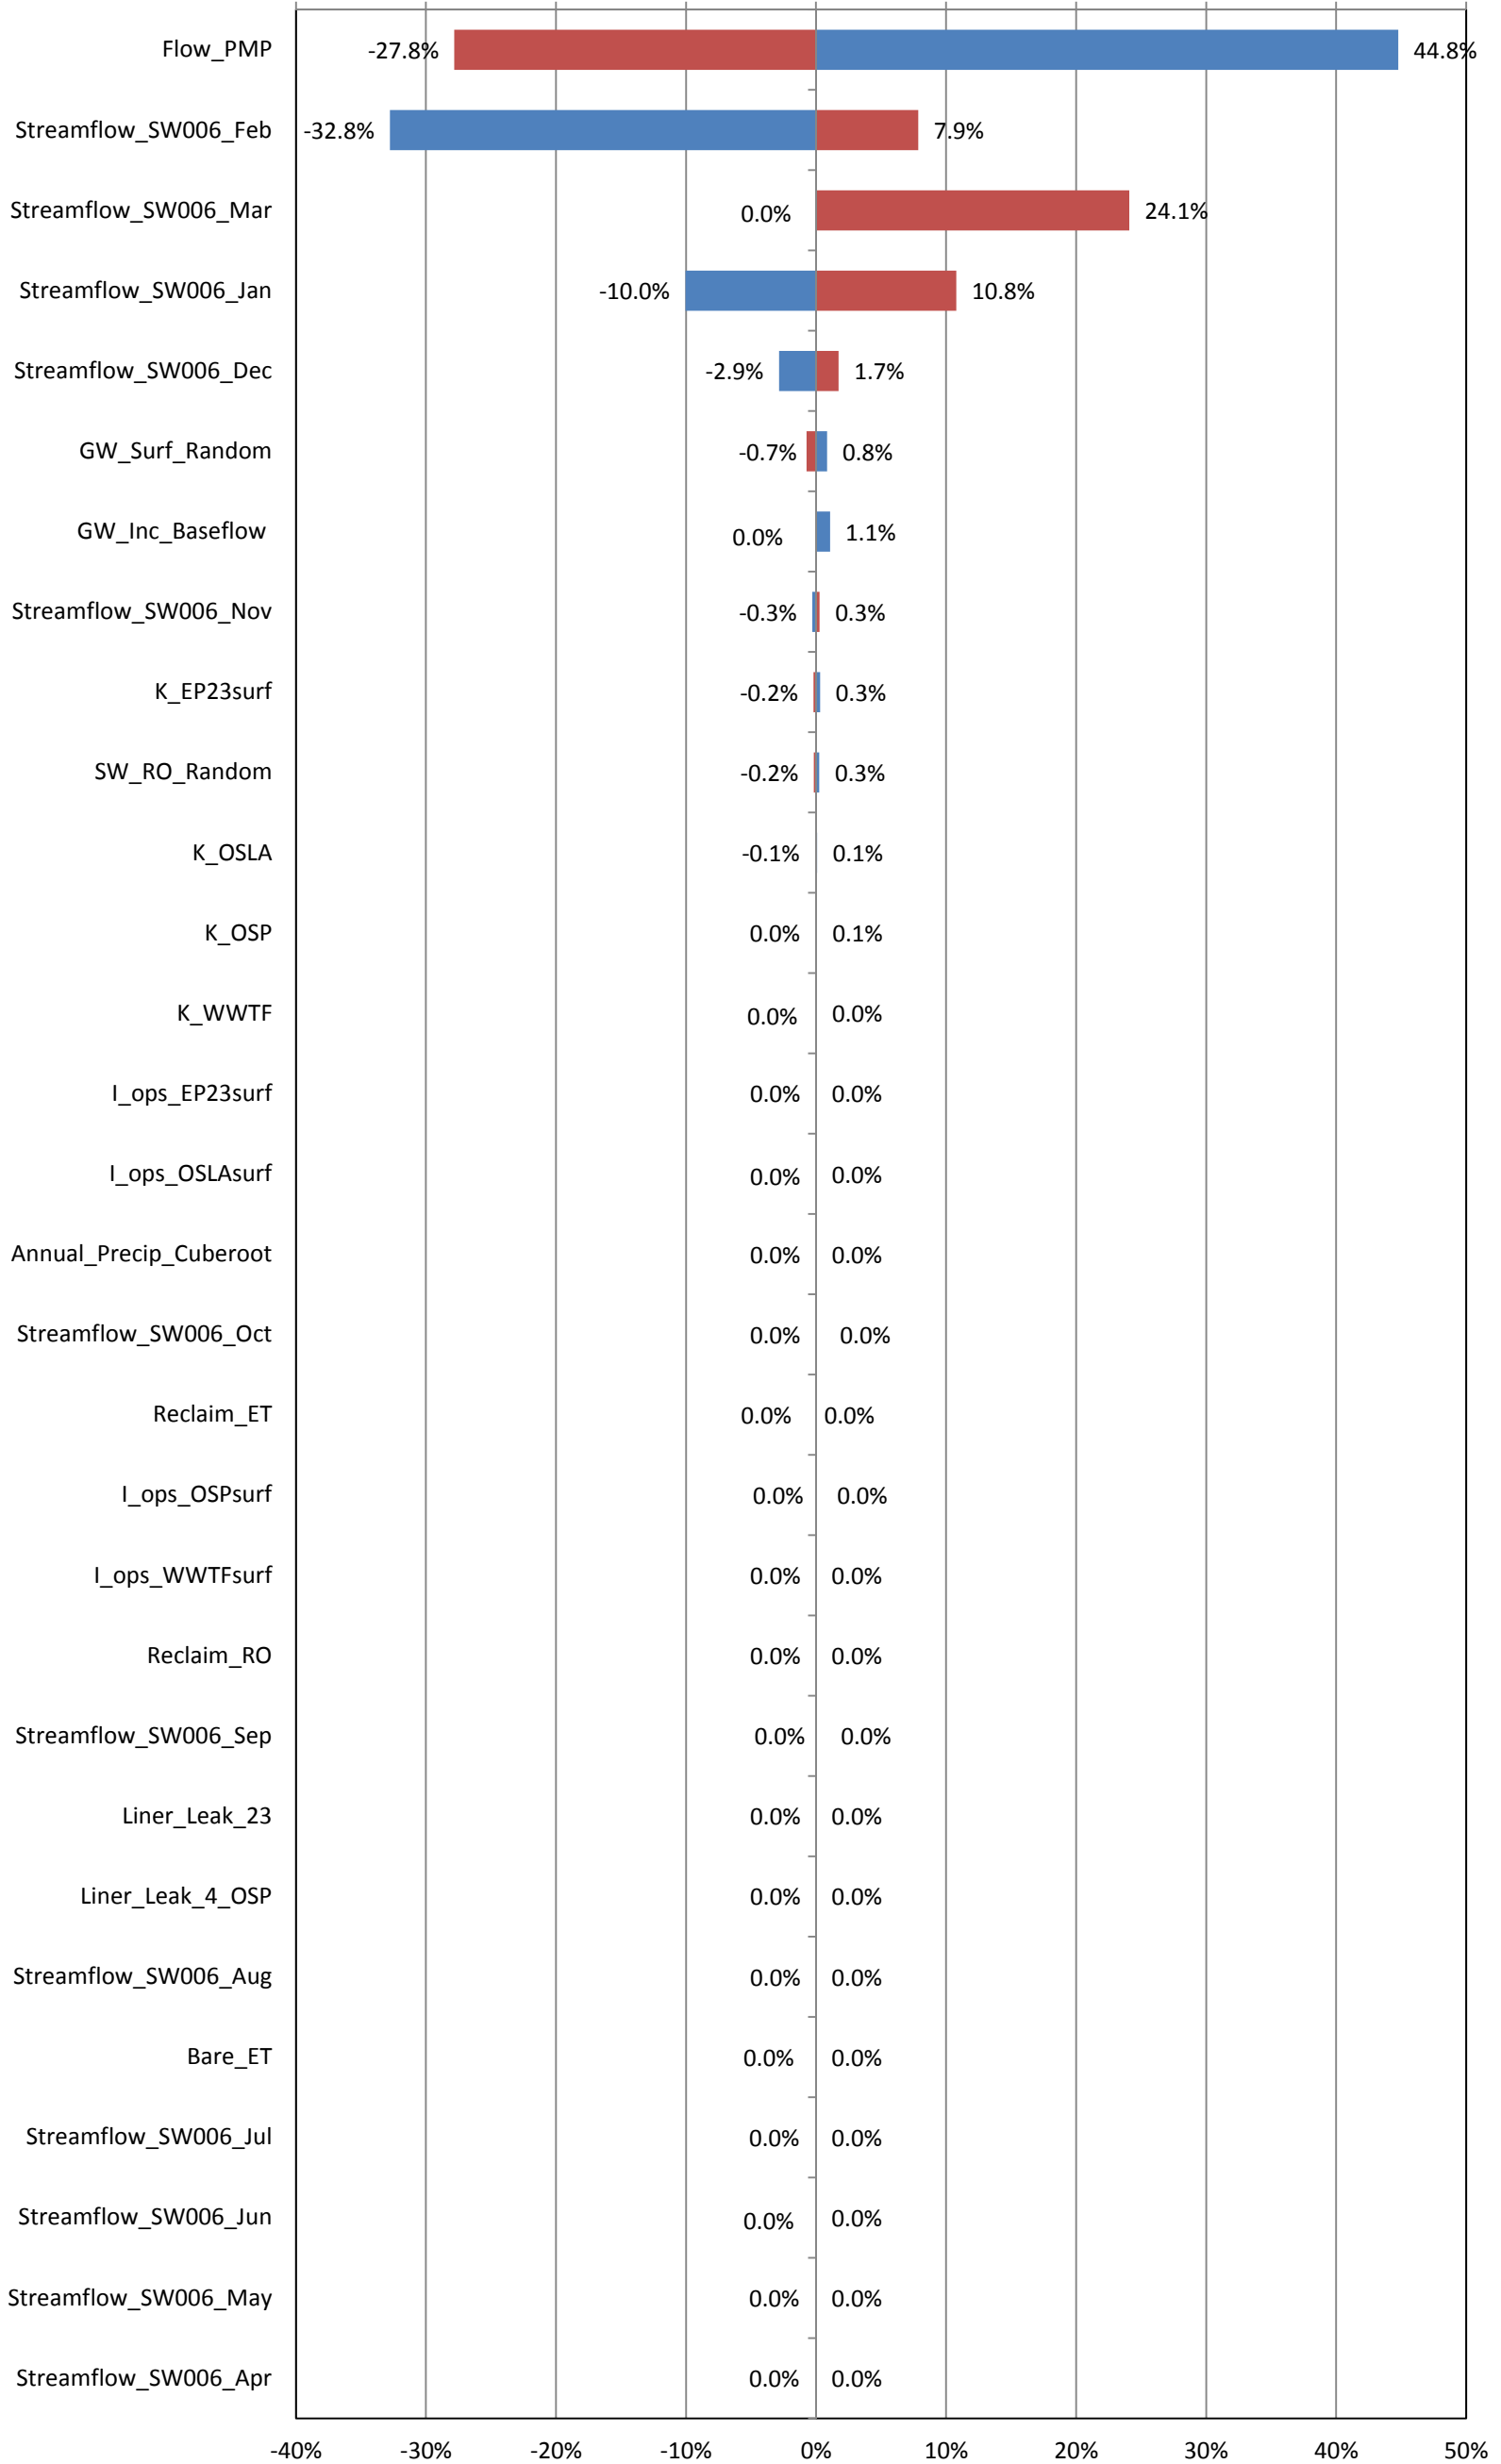 Flow_PMP -27.8% 44.8%
Streamflow_SW006_Feb -32.8% 7.9%
Streamflow_SW006_Mar 0.0% 24.1%
Streamflow_SW006_Jan -10.0% 10.8%
Streamflow_SW006_Dec -2.9% 1.7%
GW_Surf_Random -0.7% 0.8%
GW_Inc_Baseflow 0.0% 1.1%
Streamflow_SW006_Nov -0.3% 0.3%
K_EP23surf -0.2% 0.3%
SW_RO_Random -0.2% 0.3%
K_OSLA -0.1% 0.1%
K_OSP 0.0% 0.1%
K_WWTF 0.0% 0.0%
I_ops_EP23surf 0.0% 0.0%
I_ops_OSLAsurf 0.0% 0.0%
Annual_Precip_Cuberoot 0.0% 0.0%
Streamflow_SW006_Oct 0.0% 0.0%
Reclaim_ET 0.0% 0.0%
I_ops_OSPsurf 0.0% 0.0%
I_ops_WWTFsurf 0.0% 0.0%
Reclaim_RO 0.0% 0.0%
Streamflow_SW006_Sep 0.0% 0.0%
Liner_Leak_23 0.0% 0.0%
Liner_Leak_4_OSP 0.0% 0.0%
Streamflow_SW006_Aug 0.0% 0.0%
Bare_ET 0.0% 0.0%
Streamflow_SW006_Jul 0.0% 0.0%
Streamflow_SW006_Jun 0.0% 0.0%
Streamflow_SW006_May 0.0% 0.0%
Streamflow_SW006_Apr 0.0% 0.0%
-40% -30% -20% -10% 0% 10% 20% 30% 40% 50%